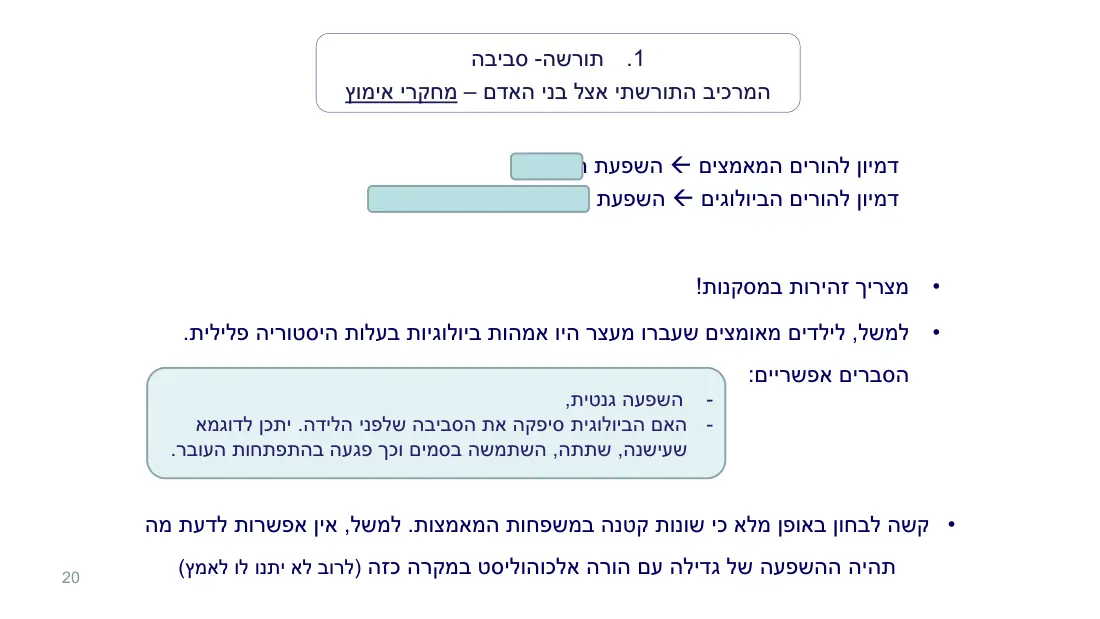 1. תורשה- סביבה
המרכיב התורשתי אצל בני האדם – מחקרי אימוץ
דמיון להורים המאמצים ← השפעת
דמיון להורים הביולוגים ← השפעת
• מצריך זהירות במסקנות!
• למשל, לילדים מאומצים שעברו מעצר היו אמהות ביולוגיות בעלות היסטוריה פלילית.
הסברים אפשריים:
- השפעה גנטית,
- האם הביולוגית סיפקה את הסביבה שלפני הלידה. יתכן לדוגמא
שעישנה, שתתה, השתמשה בסמים וכך פגעה בהתפתחות העובר.
• קשה לבחון באופן מלא כי שונות קטנה במשפחות המאמצות. למשל, אין אפשרות לדעת מה
תהיה ההשפעה של גדילה עם הורה אלכוהוליסט במקרה כזה (לרוב לא יתנו לו לאמץ)
20